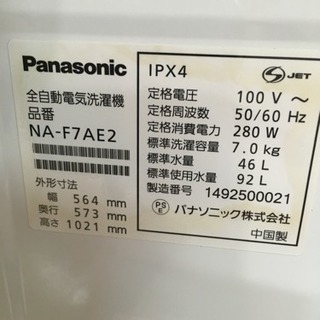 Panasonic
全自動電気洗濯機
品番
NA-F7AE2
外形寸法
幅 564 mm
奥行 573 mm
高さ 1021 mm
IPX4
S JET
定格電圧 100 V ～
定格周波数 50/60 Hz
定格消費電力 280 W
標準洗濯容量 7.0 kg
標準水量 46 L
標準使用水量 92 L
製造番号 1492500021
PS E パナソニック株式会社
中国製